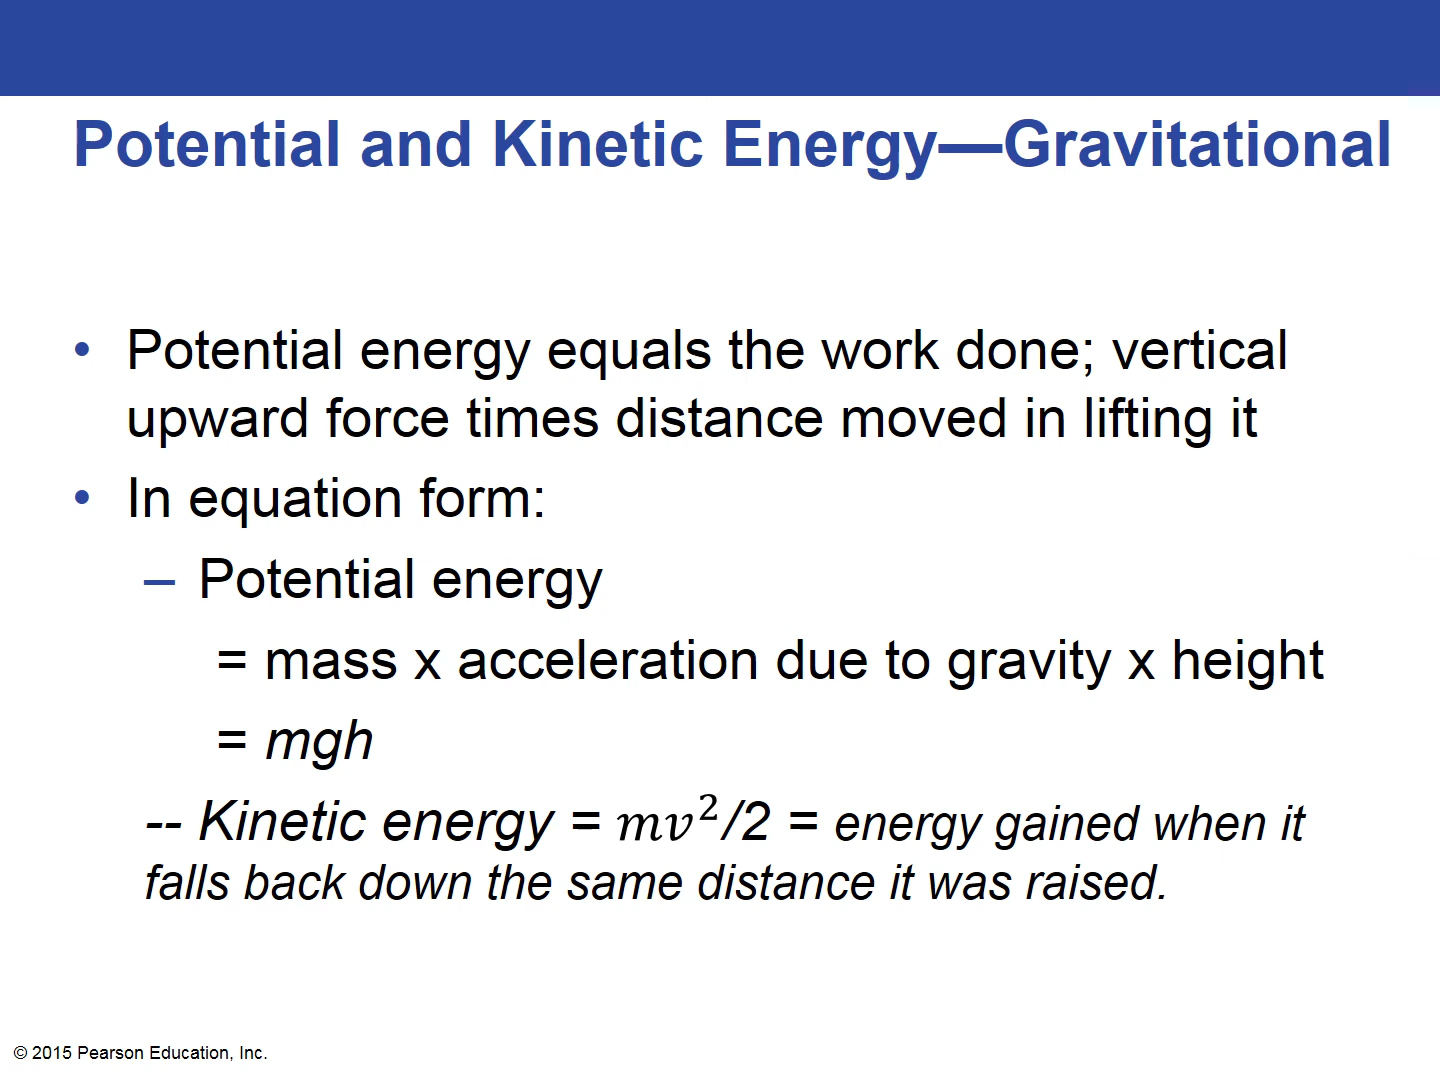 Potential and Kinetic Energy—Gravitational
• Potential energy equals the work done; vertical
upward force times distance moved in lifting it
• In equation form:
– Potential energy
= mass x acceleration due to gravity x height
= mgh
-- Kinetic energy = 𝑚𝑣²/2 = energy gained when it
falls back down the same distance it was raised.
© 2015 Pearson Education, Inc.